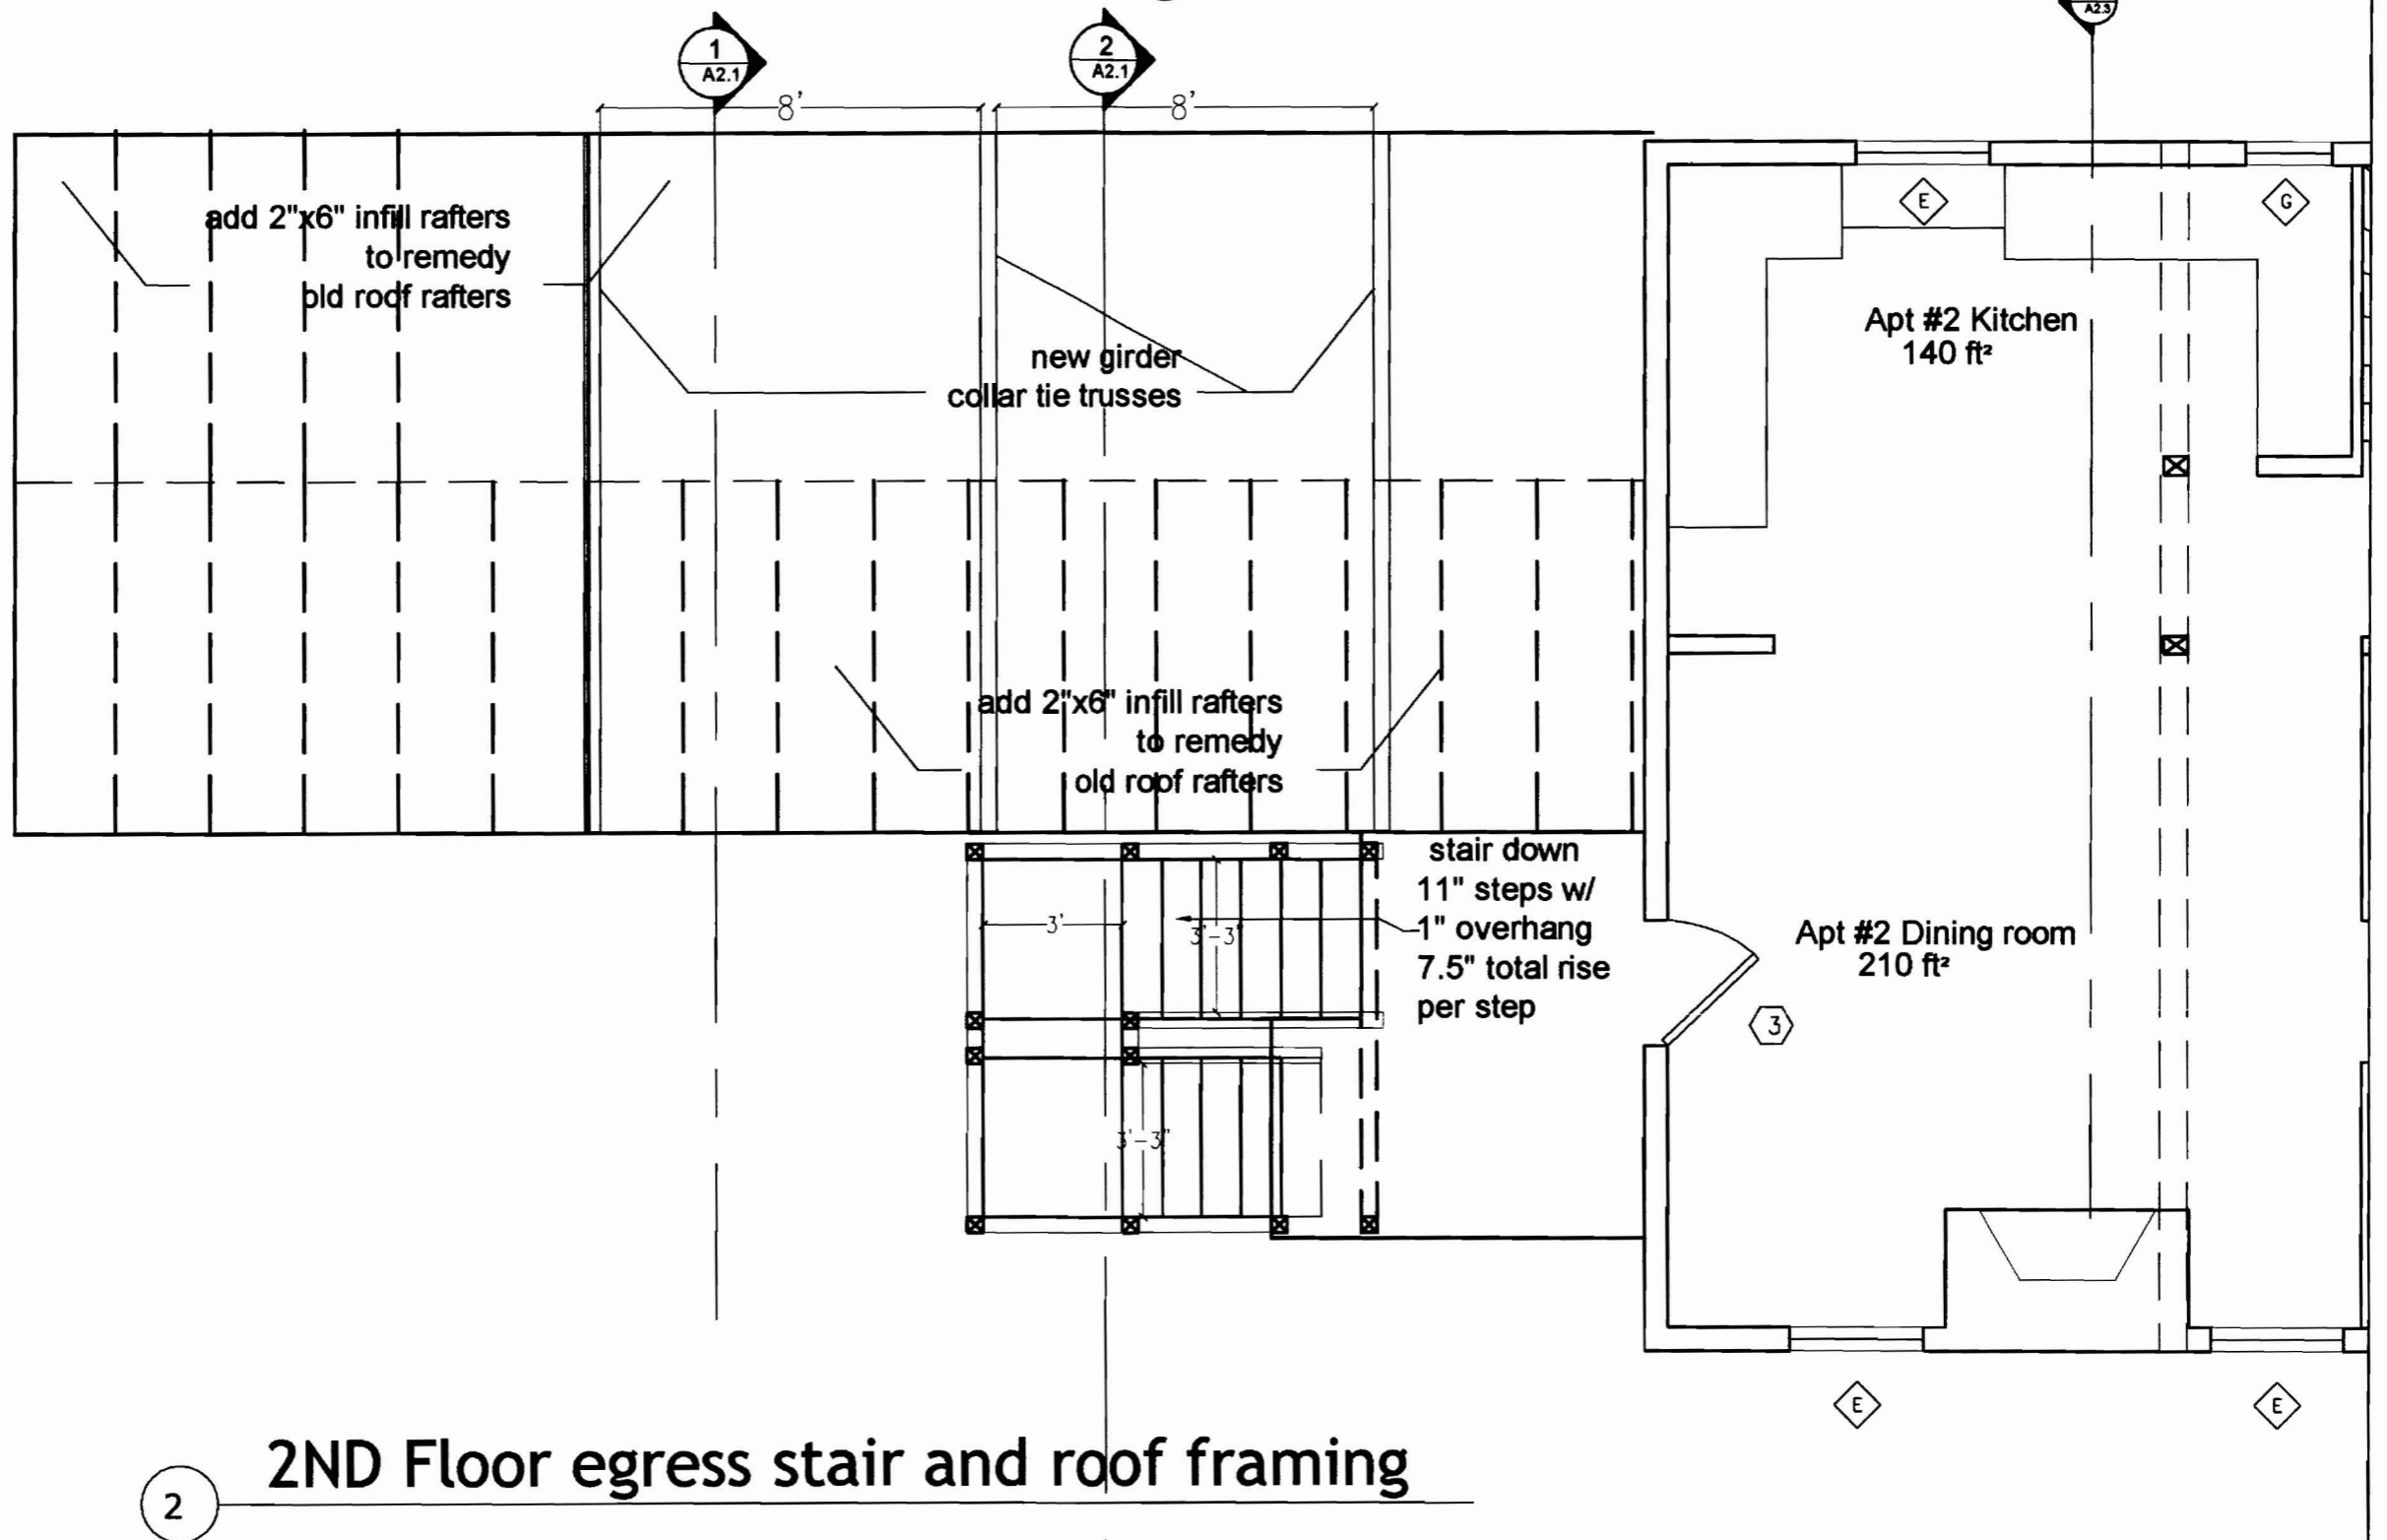 1
A2.1
2
A2.1
A2.3
8'
8'
add 2"x6" infill rafters
to remedy
old roof rafters
E
G
Apt #2 Kitchen
140 ft²
new girder
collar tie trusses
add 2"x6" infill rafters
to remedy
old roof rafters
stair down
11" steps w/
1" overhang
7.5" total rise
per step
3'
3'-3"
3'-3"
Apt #2 Dining room
210 ft²
3
E
E
2ND Floor egress stair and roof framing
2